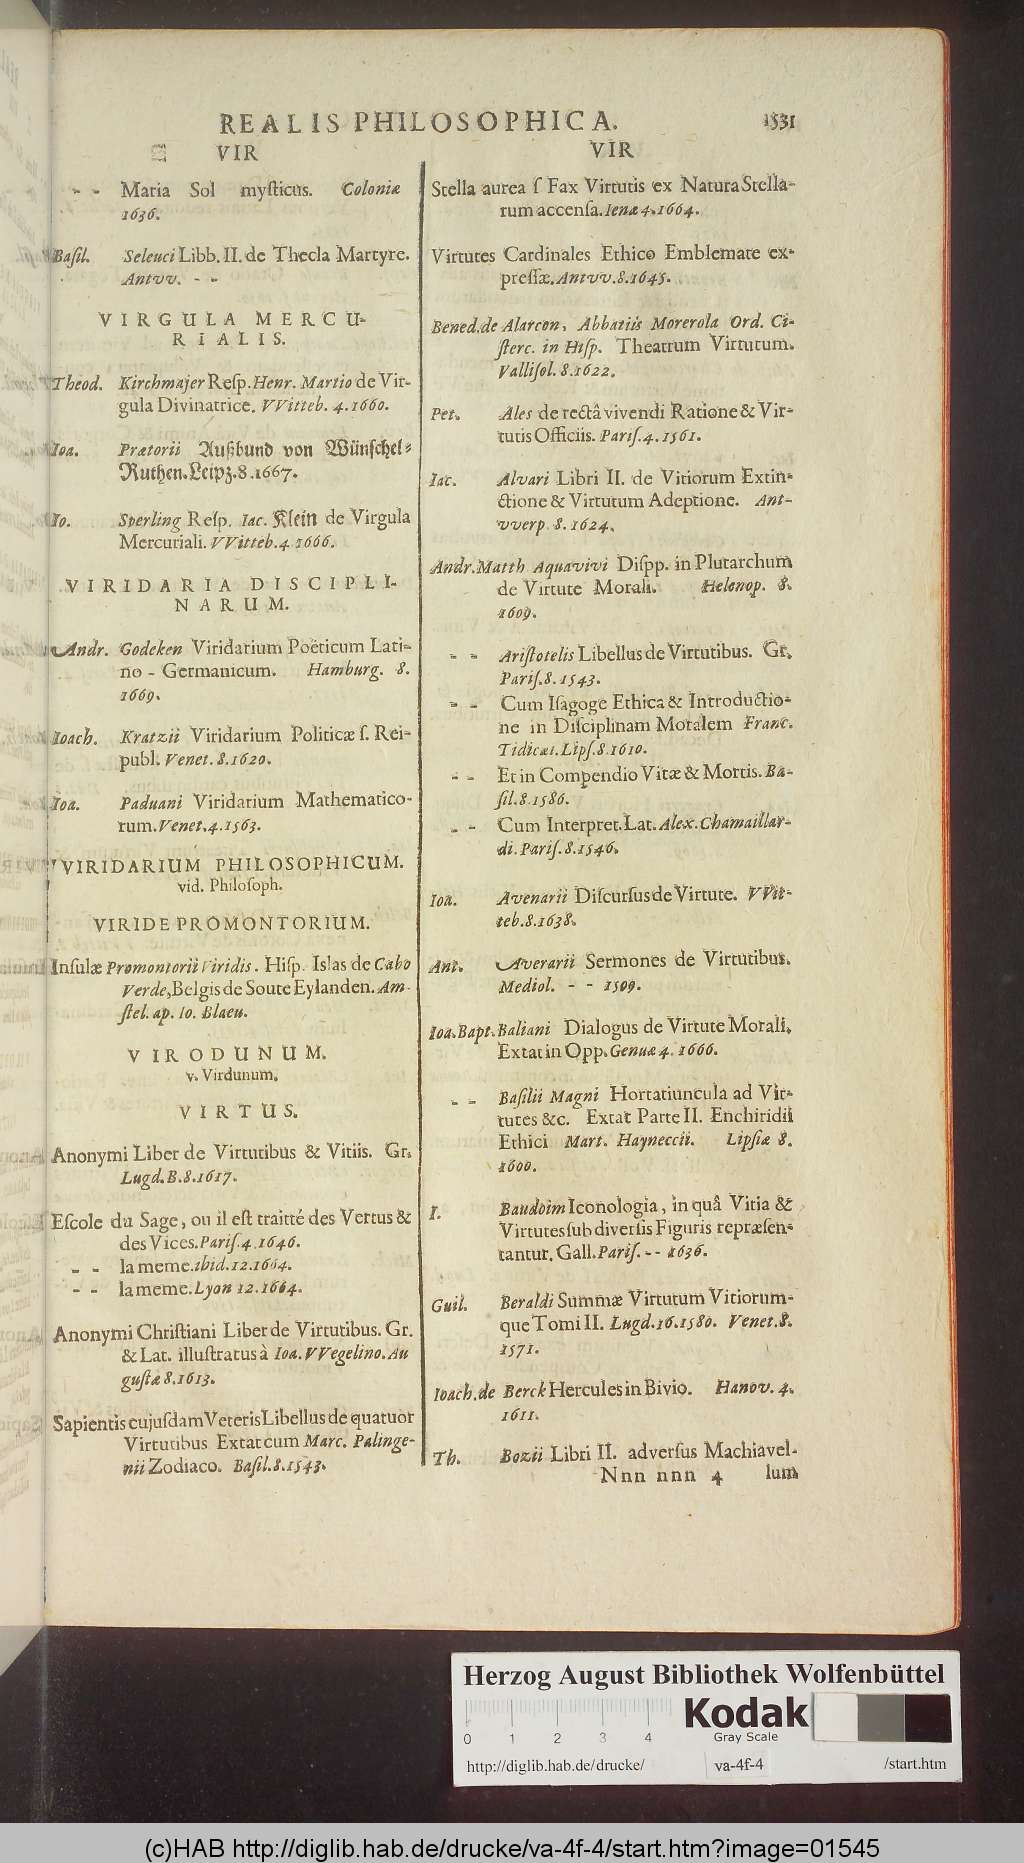 REALIS PHILOSOPHICA. 1531
VIR
- - Maria Sol mysticus. Coloniæ
1636.
Basil. Seleuci Libb. II. de Thecla Martyre.
Antvv. - -
VIRGULA MERCU-
RIALIS.
Theod. Kirchmajer Resp. Henr. Martio de Vir-
gula Divinatrice. VVitteb. 4. 1660.
Ioa. Prætorii Außbund von Wünschel-
Ruthen. Leipz. 8. 1667.
Io. Sperling Resp. Iac. Klein de Virgula
Mercuriali. VVitteb. 4 1666.
VIRIDARIA DISCIPLI-
NARUM.
Andr. Godeken Viridarium Poëticum Lati-
no-Germanicum. Hamburg. 8.
1669.
Ioach. Kratzii Viridarium Politicæ s. Rei-
publ. Venet. 8. 1620.
Ioa. Paduani Viridarium Mathematico-
rum. Venet. 4. 1563.
VIRIDARIUM PHILOSOPHICUM.
vid. Philosoph.
VIRIDE PROMONTORIUM.
Insulæ Promontorii Viridis. Hisp. Islas de Cabo
Verde, Belgis de Soute Eylanden. Am-
stel. ap. Io. Blaeu.
VIRODUNUM.
v. Virdunum.
VIRTUS.
Anonymi Liber de Virtutibus & Vitiis. Gr.
Lugd. B. 8. 1617.
Escole du Sage, ou il est traitté des Vertus &
des Vices. Paris. 4. 1646.
- - la meme. ibid. 12. 1664.
- - la meme. Lyon 12. 1664.
Anonymi Christiani Liber de Virtutibus. Gr.
& Lat. illustratus à Ioa. VVegelino. Au
gustæ 8. 1613.
Sapientis cujusdam Veteris Libellus de quatuor
Virtutibus Extat cum Marc. Palinge-
nii Zodiaco. Basil. 8. 1543.
VIR
Stella aurea s Fax Virtutis ex Natura Stella-
rum accensa. Ienæ 4. 1664.
Virtutes Cardinales Ethico Emblemate ex-
pressæ. Antvv. 8. 1645.
Bened. de Alarcon, Abbatiis Morerola Ord. Ci-
sterc. in Hisp. Theatrum Virtutum.
Vallisol. 8. 1622.
Pet. Ales de rectâ vivendi Ratione & Vir-
tutis Officiis. Paris. 4. 1561.
Iac. Alvari Libri II. de Vitiorum Extin-
ctione & Virtutum Adeptione. Ant-
vverp 8. 1624.
Andr. Matth Aquavivi Dispp. in Plutarchum
de Virtute Morali. Helenop. 8.
1609.
- - Aristotelis Libellus de Virtutibus. Gr.
Paris. 8. 1543.
- - Cum Isagoge Ethica & Introductio-
ne in Disciplinam Moralem Franc.
Tidicæi. Lips. 8. 1610.
- - Et in Compendio Vitæ & Mortis. Ba-
sil. 8. 1586.
- - Cum Interpret. Lat. Alex. Chamaillar-
di. Paris. 8. 1546.
Ioa. Avenarii Discursus de Virtute. VVit-
teb. 8. 1638.
Ant. Averarii Sermones de Virtutibus.
Mediol. - - 1509.
Ioa. Bapt. Baliani Dialogus de Virtute Morali.
Extat in Opp. Genuæ 4. 1666.
- - Basilii Magni Hortatiuncula ad Vir-
tutes &c. Extat Parte II. Enchiridii
Ethici Mart. Hayneccii. Lipsiæ 8.
1600.
I. Baudoim Iconologia, in quâ Vitia &
Virtutes sub diversis Figuris repræsen-
tantur. Gall. Paris. - - 1636.
Guil. Beraldi Summæ Virtutum Vitiorum-
que Tomi II. Lugd. 16. 1580. Venet. 8.
1571.
Ioach. de Berck Hercules in Bivio. Hanov. 4.
1611.
Th. Bozii Libri II. adversus Machiavel-
Nnn nnn 4 lum
Herzog August Bibliothek Wolfenbüttel
0 1 2 3 4
Kodak
Gray Scale
http://diglib.hab.de/drucke/ va-4f-4 /start.htm
(c)HAB http://diglib.hab.de/drucke/va-4f-4/start.htm?image=01545